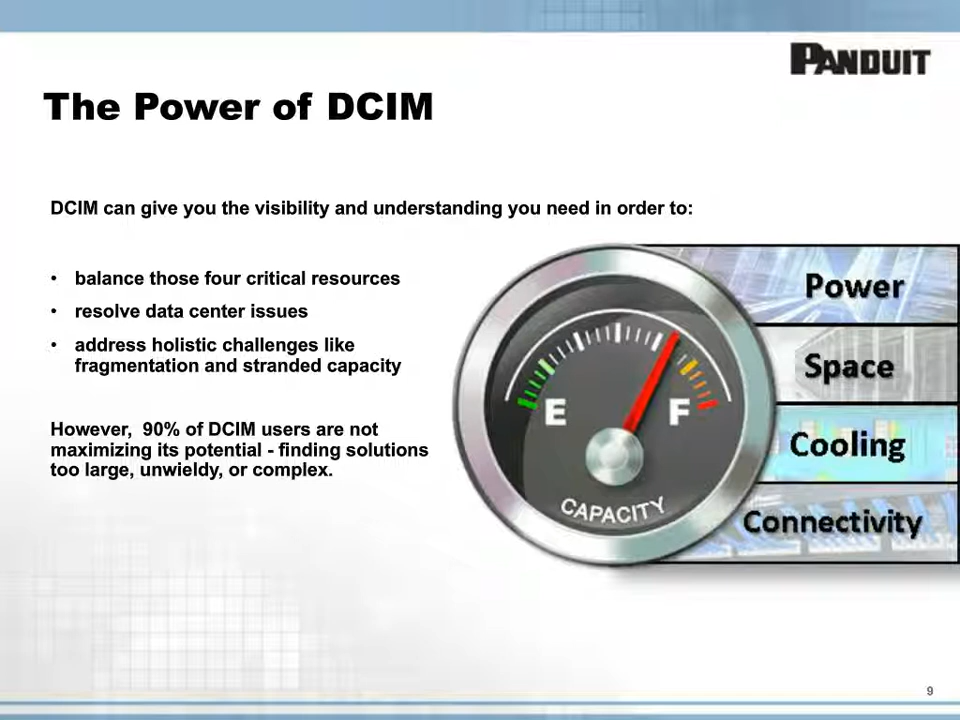 PANDUIT
The Power of DCIM
DCIM can give you the visibility and understanding you need in order to:
• balance those four critical resources
• resolve data center issues
• address holistic challenges like
fragmentation and stranded capacity
However,  90% of DCIM users are not
maximizing its potential - finding solutions
too large, unwieldy, or complex.
E
F
CAPACITY
Power
Space
Cooling
Connectivity
9